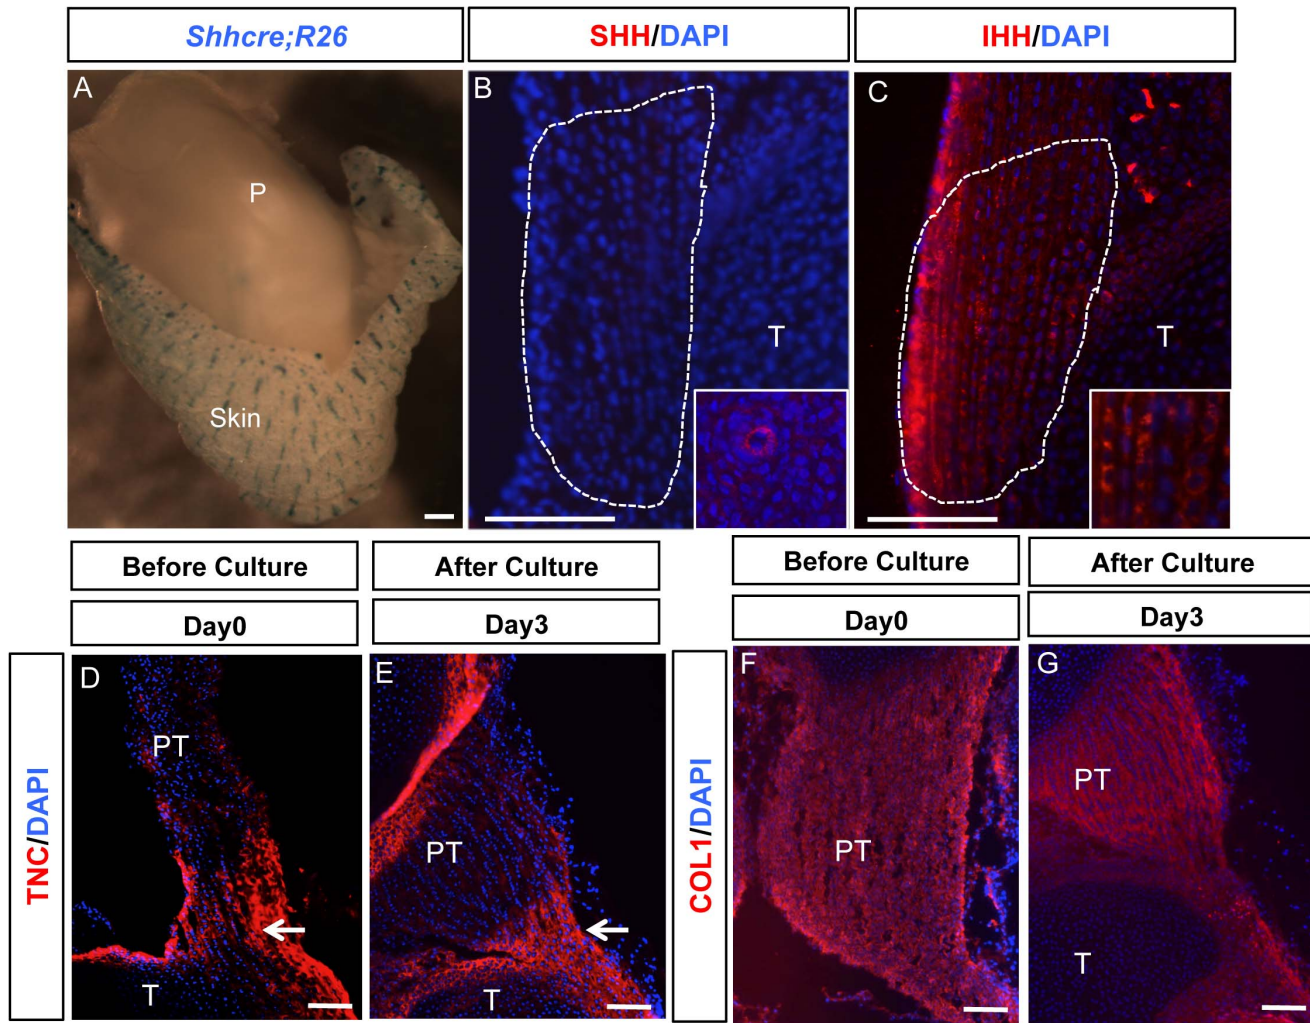 Shhcre;R26
SHH/DAPI
IHH/DAPI
A
P
Skin
B
T
C
T
Before Culture
After Culture
Before Culture
After Culture
Day0
Day3
Day0
Day3
TNC/DAPI
D
PT
T
E
PT
T
COL1/DAPI
F
PT
G
PT
T